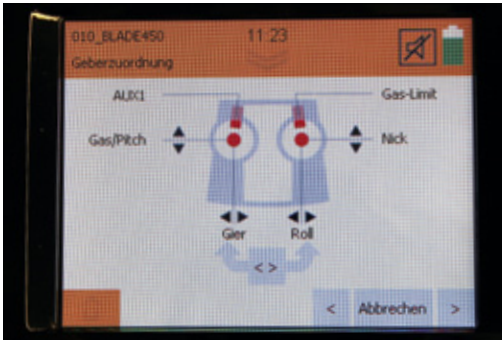 010_BLADE450 11:23
Geberzuordnung
AUX1 Gas-Limit
Gas/Pitch Nick
Gier Roll
< >
< Abbrechen >